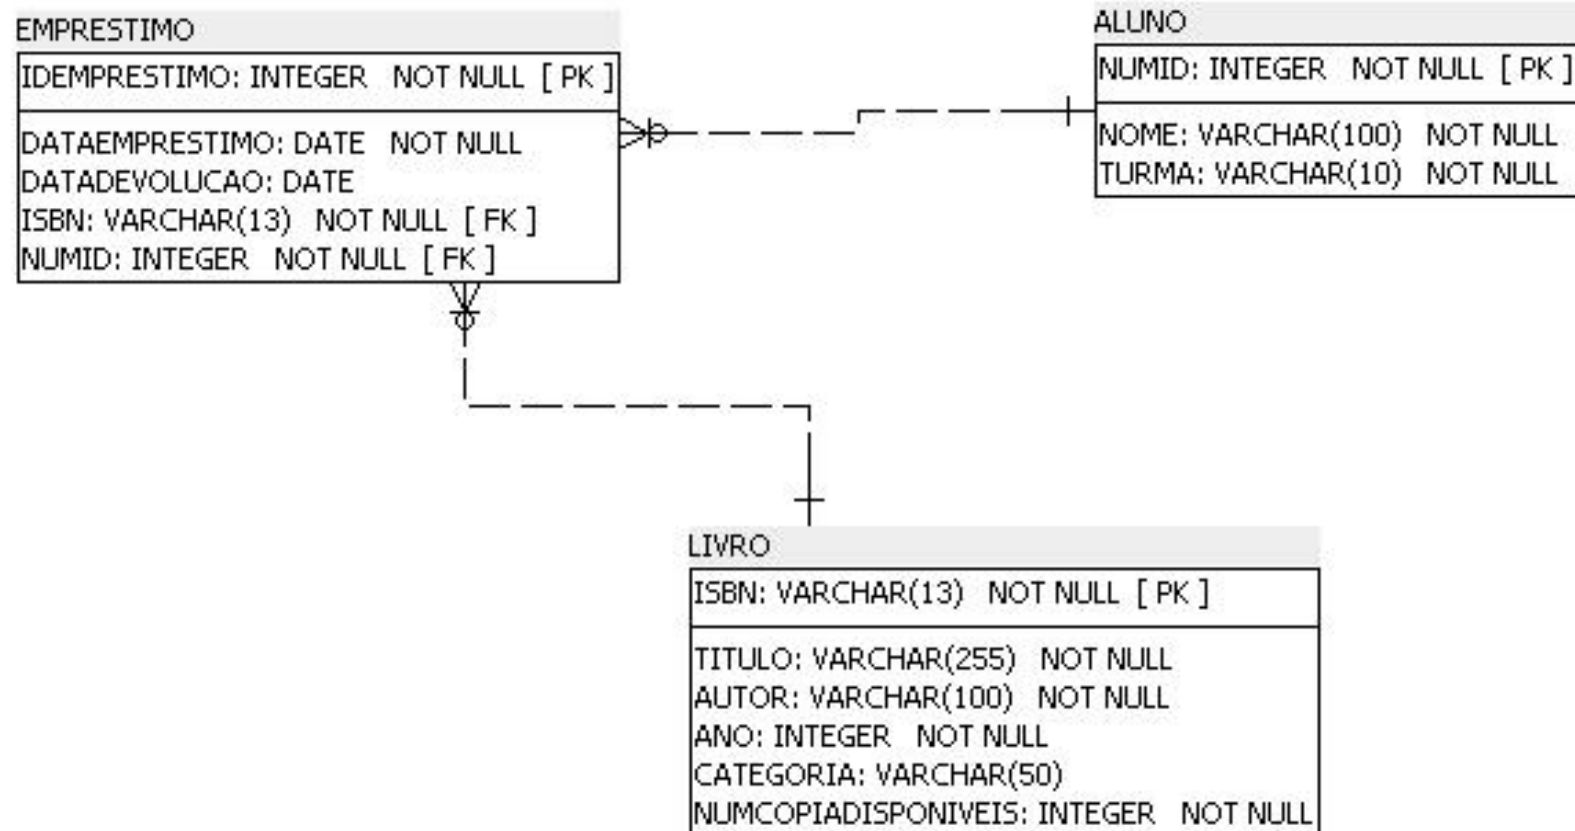 EMPRESTIMO
IDEMPRESTIMO: INTEGER NOT NULL [ PK ]
DATAEMPRESTIMO: DATE NOT NULL
DATADEVOLUCAO: DATE
ISBN: VARCHAR(13) NOT NULL [ FK ]
NUMID: INTEGER NOT NULL [ FK ]
ALUNO
NUMID: INTEGER NOT NULL [ PK ]
NOME: VARCHAR(100) NOT NULL
TURMA: VARCHAR(10) NOT NULL
LIVRO
ISBN: VARCHAR(13) NOT NULL [ PK ]
TITULO: VARCHAR(255) NOT NULL
AUTOR: VARCHAR(100) NOT NULL
ANO: INTEGER NOT NULL
CATEGORIA: VARCHAR(50)
NUMCOPIADISPONIVEIS: INTEGER NOT NULL